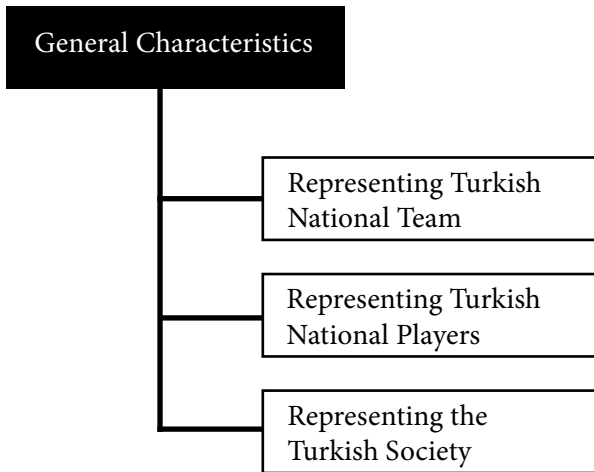 General Characteristics
Representing Turkish
National Team
Representing Turkish
National Players
Representing the
Turkish Society